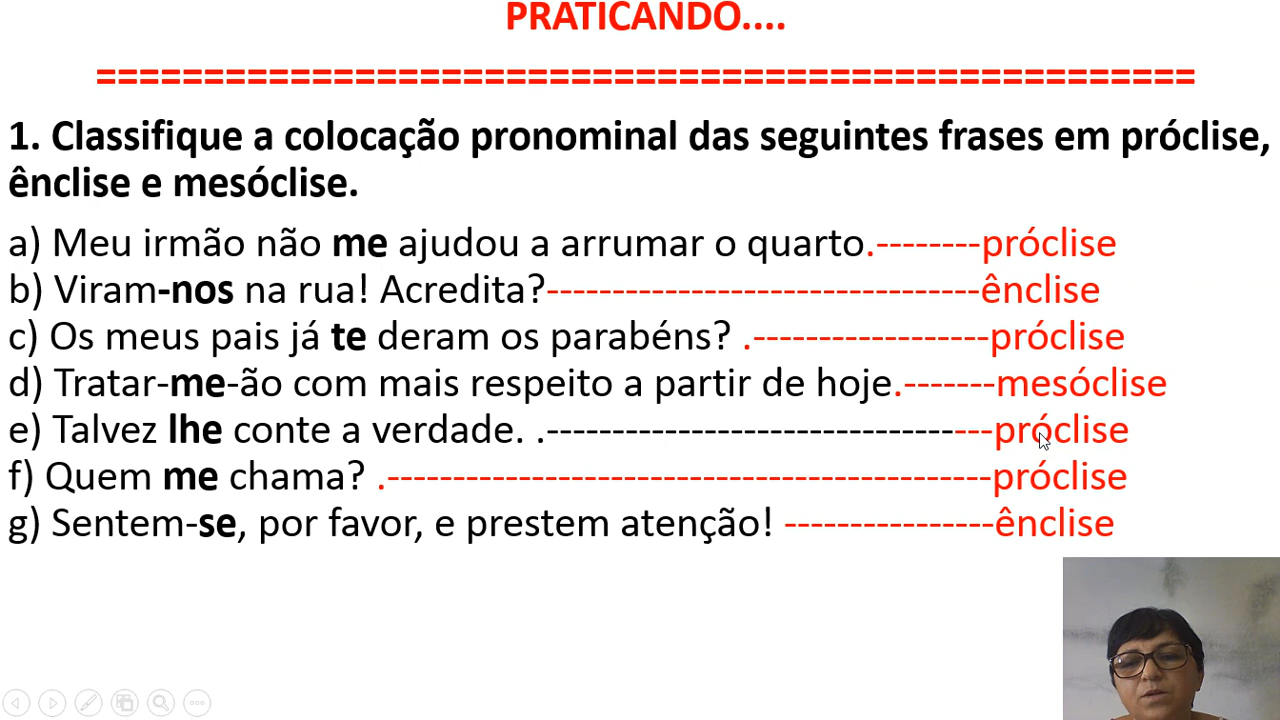 PRATICANDO....
===================================================
1. Classifique a colocação pronominal das seguintes frases em próclise,
ênclise e mesóclise.
a) Meu irmão não me ajudou a arrumar o quarto.--------próclise
b) Viram-nos na rua! Acredita?---------------------------------ênclise
c) Os meus pais já te deram os parabéns? .------------------próclise
d) Tratar-me-ão com mais respeito a partir de hoje.-------mesóclise
e) Talvez lhe conte a verdade. .----------------------------------próclise
f) Quem me chama? .----------------------------------------------próclise
g) Sentem-se, por favor, e prestem atenção! ----------------ênclise